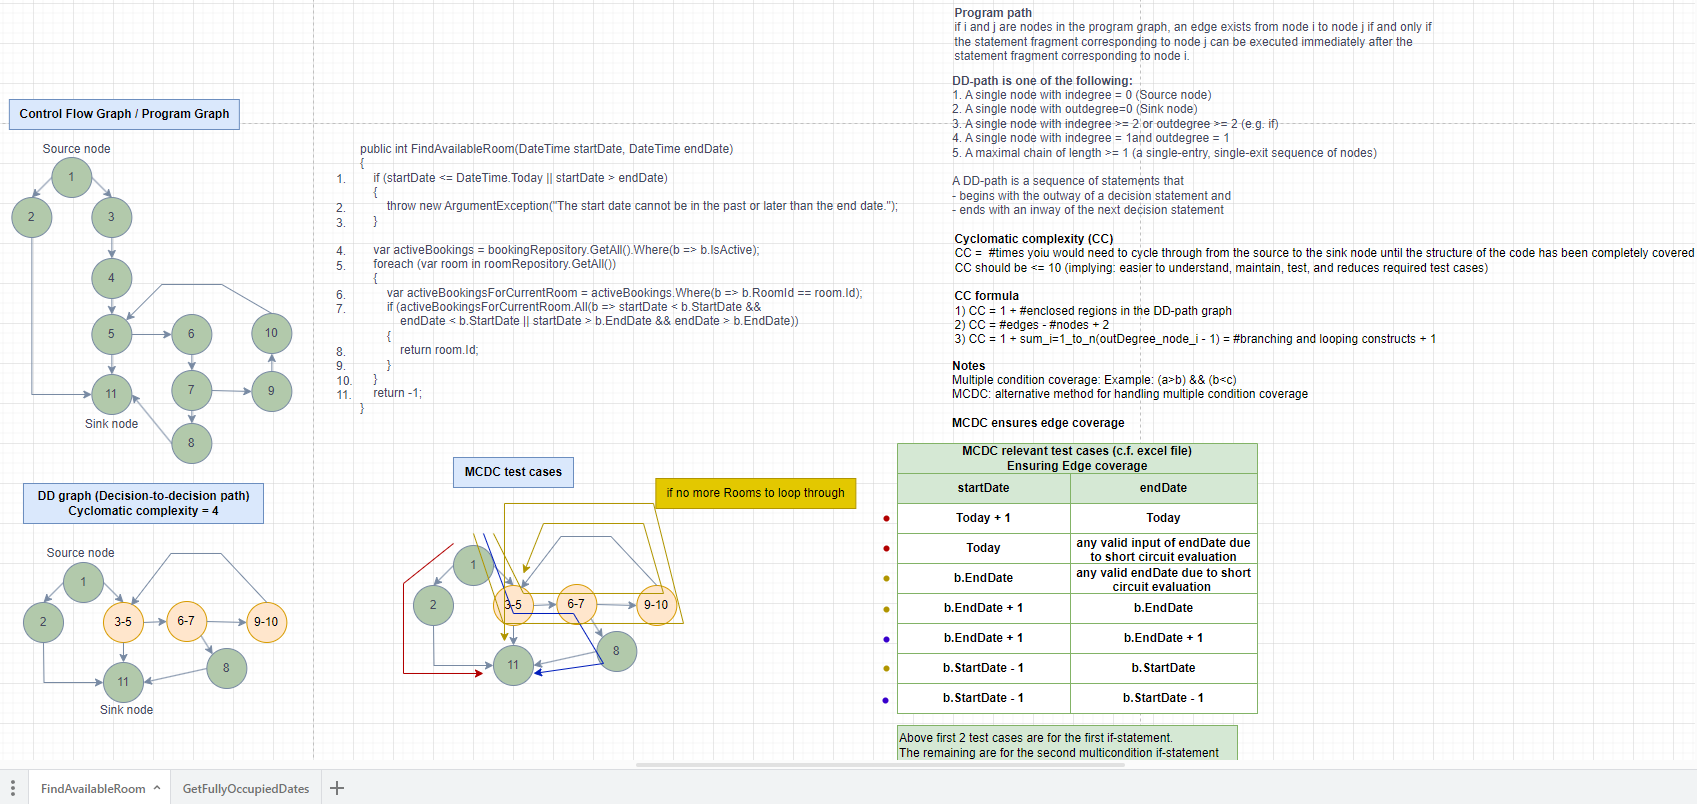 Program path
if i and j are nodes in the program graph, an edge exists from node i to node j if and only if
the statement fragment corresponding to node j can be executed immediately after the
statement fragment corresponding to node i.
DD-path is one of the following:
1. A single node with indegree = 0 (Source node)
2. A single node with outdegree=0 (Sink node)
3. A single node with indegree >= 2 or outdegree >= 2 (e.g. if)
4. A single node with indegree = 1and outdegree = 1
5. A maximal chain of length >= 1 (a single-entry, single-exit sequence of nodes)
A DD-path is a sequence of statements that
- begins with the outway of a decision statement and
- ends with an inway of the next decision statement
Cyclomatic complexity (CC)
CC =  #times yoiu would need to cycle through from the source to the sink node until the structure of the code has been completely covered
CC should be <= 10 (implying: easier to understand, maintain, test, and reduces required test cases)
CC formula
1) CC = 1 + #enclosed regions in the DD-path graph
2) CC = #edges - #nodes + 2
3) CC = 1 + sum_i=1_to_n(outDegree_node_i - 1) = #branching and looping constructs + 1
Notes
Multiple condition coverage: Example: (a>b) && (b<c)
MCDC: alternative method for handling multiple condition coverage
MCDC ensures edge coverage
Control Flow Graph / Program Graph
Source node
1
2
3
4
5
6
10
11
7
9
Sink node
8
public int FindAvailableRoom(DateTime startDate, DateTime endDate)
{
1. if (startDate <= DateTime.Today || startDate > endDate)
{
2. throw new ArgumentException("The start date cannot be in the past or later than the end date.");
3. }
4. var activeBookings = bookingRepository.GetAll().Where(b => b.IsActive);
5. foreach (var room in roomRepository.GetAll())
{
6. var activeBookingsForCurrentRoom = activeBookings.Where(b => b.RoomId == room.Id);
7. if (activeBookingsForCurrentRoom.All(b => startDate < b.StartDate &&
endDate < b.StartDate || startDate > b.EndDate && endDate > b.EndDate))
{
8. return room.Id;
9. }
10. }
11. return -1;
}
DD graph (Decision-to-decision path)
Cyclomatic complexity = 4
Source node
1
2
3-5
6-7
9-10
8
11
Sink node
MCDC test cases
if no more Rooms to loop through
1
2
3-5
6-7
9-10
8
11
MCDC relevant test cases (c.f. excel file)
Ensuring Edge coverage
startDate endDate
Today + 1 Today
Today any valid input of endDate due
to short circuit evaluation
b.EndDate any valid endDate due to short
circuit evaluation
b.EndDate + 1 b.EndDate
b.EndDate + 1 b.EndDate + 1
b.StartDate - 1 b.StartDate
b.StartDate - 1 b.StartDate - 1
Above first 2 test cases are for the first if-statement.
The remaining are for the second multicondition if-statement
FindAvailableRoom GetFullyOccupiedDates